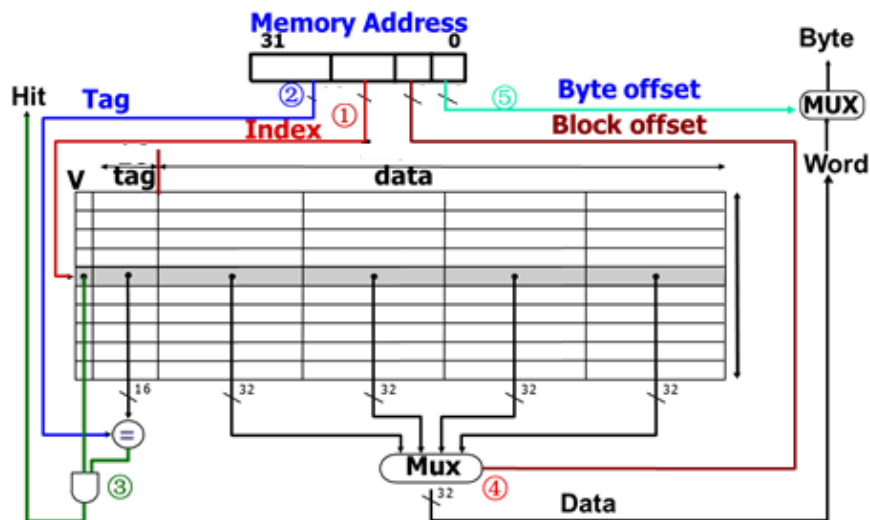 Memory Address
31 0
Byte
Hit
Tag
②
①
⑤
Byte offset
MUX
Index
Block offset
Word
V
tag
data
16
32
32
32
32
=
Mux
③
④
32
Data